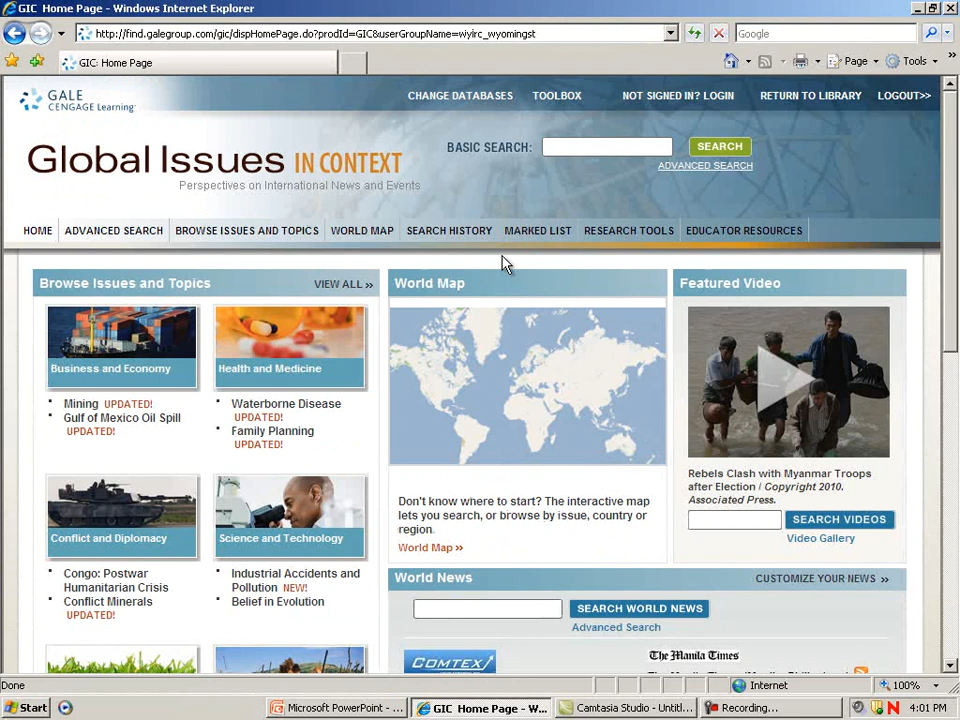 GIC Home Page - Windows Internet Explorer
http://find.galegroup.com/gic/dispHomePage.do?prodId=GIC&userGroupName=wyirc_wyomingst
Google
GIC: Home Page
Page
Tools
GALE
CENGAGE Learning
CHANGE DATABASES
TOOLBOX
NOT SIGNED IN? LOGIN
RETURN TO LIBRARY
LOGOUT>>
BASIC SEARCH:
SEARCH
ADVANCED SEARCH
Global Issues IN CONTEXT
Perspectives on International News and Events
HOME
ADVANCED SEARCH
BROWSE ISSUES AND TOPICS
WORLD MAP
SEARCH HISTORY
MARKED LIST
RESEARCH TOOLS
EDUCATOR RESOURCES
Browse Issues and Topics
VIEW ALL »
Business and Economy
Mining UPDATED!
Gulf of Mexico Oil Spill
UPDATED!
Health and Medicine
Waterborne Disease
UPDATED!
Family Planning
UPDATED!
Conflict and Diplomacy
Congo: Postwar
Humanitarian Crisis
Conflict Minerals
UPDATED!
Science and Technology
Industrial Accidents and
Pollution NEW!
Belief in Evolution
World Map
Don't know where to start? The interactive map
lets you search, or browse by issue, country or
region.
World Map »
Featured Video
Rebels Clash with Myanmar Troops
after Election / Copyright 2010.
Associated Press.
SEARCH VIDEOS
Video Gallery
World News
CUSTOMIZE YOUR NEWS »
SEARCH WORLD NEWS
Advanced Search
COMTEX
The Manila Times
Done
Internet
100%
Start
Microsoft PowerPoint - ...
GIC Home Page - W...
Camtasia Studio - Untitl...
Recording...
4:01 PM